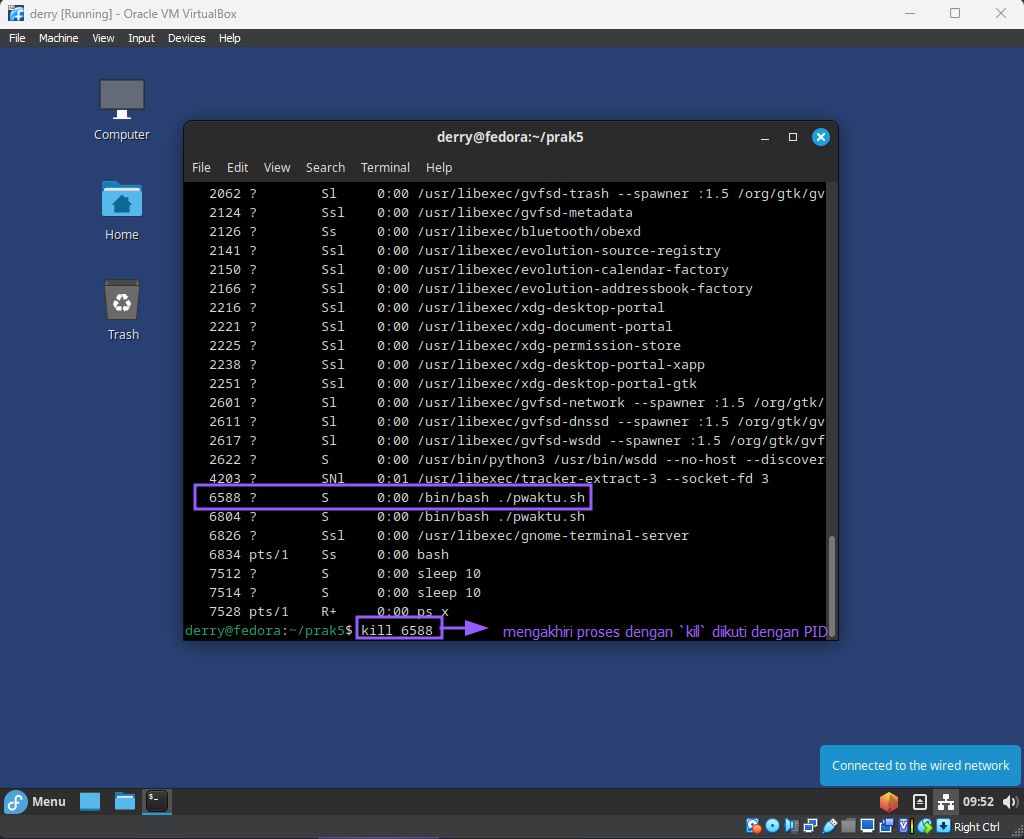 derry [Running] - Oracle VM VirtualBox
File Machine View Input Devices Help
Computer
Home
Trash
derry@fedora:~/prak5
File Edit View Search Terminal Help
2062 ? Sl 0:00 /usr/libexec/gvfsd-trash --spawner :1.5 /org/gtk/gv
2124 ? Ssl 0:00 /usr/libexec/gvfsd-metadata
2126 ? Ss 0:00 /usr/libexec/bluetooth/obexd
2141 ? Ssl 0:00 /usr/libexec/evolution-source-registry
2150 ? Ssl 0:00 /usr/libexec/evolution-calendar-factory
2166 ? Ssl 0:00 /usr/libexec/evolution-addressbook-factory
2216 ? Ssl 0:00 /usr/libexec/xdg-desktop-portal
2221 ? Ssl 0:00 /usr/libexec/xdg-document-portal
2225 ? Ssl 0:00 /usr/libexec/xdg-permission-store
2238 ? Ssl 0:00 /usr/libexec/xdg-desktop-portal-xapp
2251 ? Ssl 0:00 /usr/libexec/xdg-desktop-portal-gtk
2601 ? Sl 0:00 /usr/libexec/gvfsd-network --spawner :1.5 /org/gtk/
2611 ? Sl 0:00 /usr/libexec/gvfsd-dnssd --spawner :1.5 /org/gtk/gv
2617 ? Sl 0:00 /usr/libexec/gvfsd-wsdd --spawner :1.5 /org/gtk/gvf
2622 ? S 0:00 /usr/bin/python3 /usr/bin/wsdd --no-host --discover
4203 ? SNl 0:01 /usr/libexec/tracker-extract-3 --socket-fd 3
6588 ? S 0:00 /bin/bash ./pwaktu.sh
6804 ? S 0:00 /bin/bash ./pwaktu.sh
6826 ? Ssl 0:00 /usr/libexec/gnome-terminal-server
6834 pts/1 Ss 0:00 bash
7512 ? S 0:00 sleep 10
7514 ? S 0:00 sleep 10
7528 pts/1 R+ 0:00 ps x
derry@fedora:~/prak5$ kill 6588 mengakhiri proses dengan `kill` diikuti dengan PID
Connected to the wired network
Menu 09:52
Right Ctrl